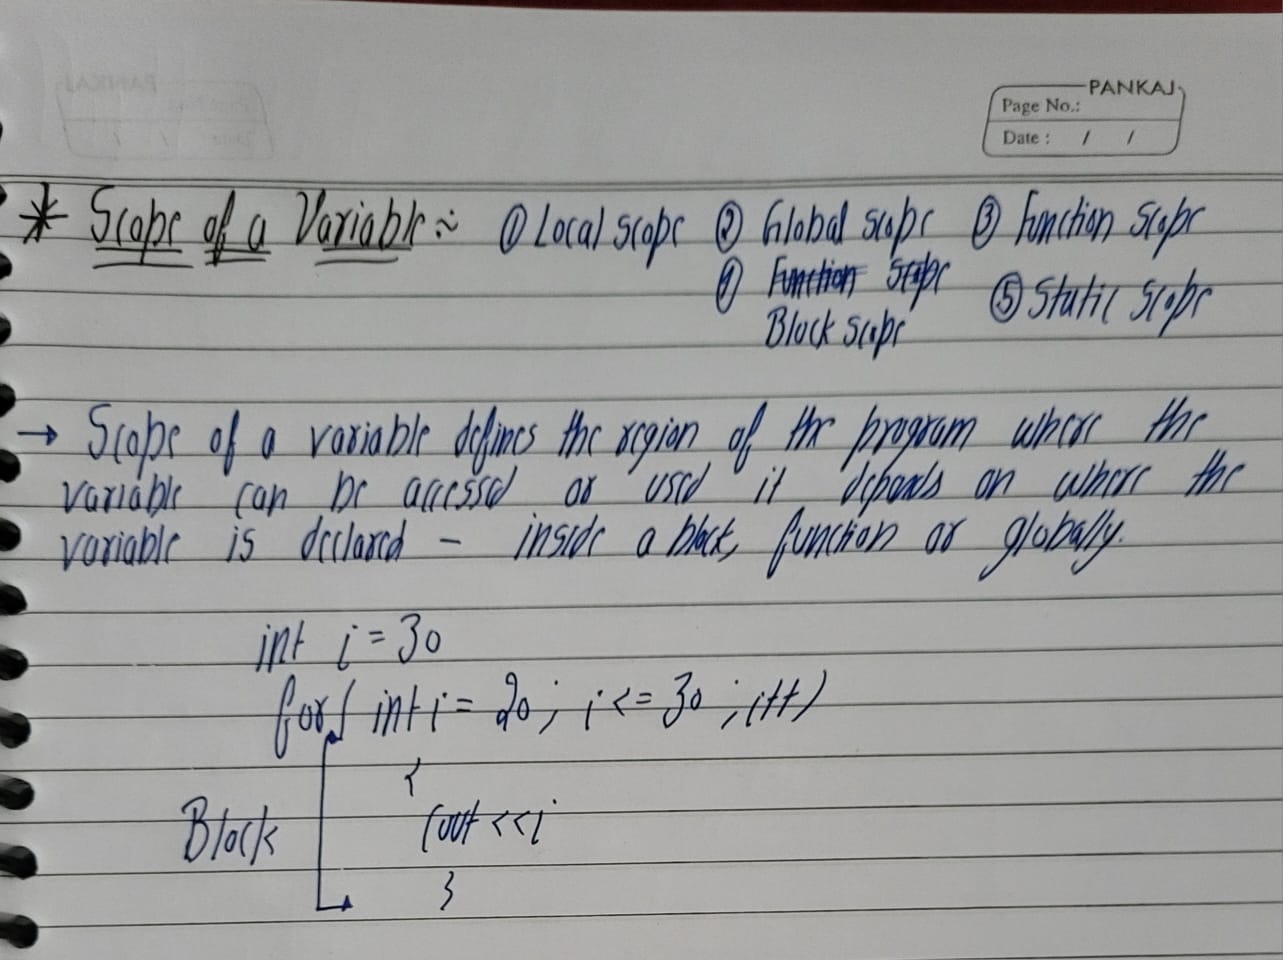 PANKAJ
Page No.:
Date : / /
* Scope of a Variable :~ ① Local scope ② Global scope ③ Function scope
④ Function scope
Block scope ⑤ Static scope
→ Scope of a variable defines the region of the program where the
variable can be accessed or used it depends on where the
variable is declared - inside a block, function or globally.
int i = 30
for( int i = 20; i <= 30 ; i++)
{
Block cout <<i
}